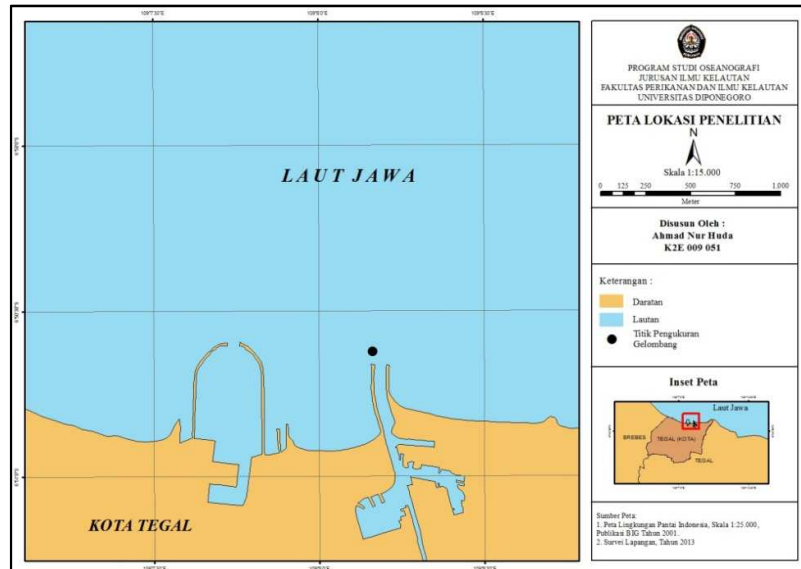 LAUT JAWA
KOTA TEGAL
PROGRAM STUDI OSEANOGRAFI
JURUSAN ILMU KELAUTAN
FAKULTAS PERIKANAN DAN ILMU KELAUTAN
UNIVERSITAS DIPONEGORO
PETA LOKASI PENELITIAN
N
Skala 1:15.000
0 125 250 500 750 1.000
Meter
Disusun Oleh :
Ahmad Nur Huda
K2E 009 051
Keterangan :
Daratan
Lautan
Titik Pengukuran
Gelombang
Inset Peta
Laut Jawa
BREBES
TEGAL (KOTA)
TEGAL
Sumber Peta:
1. Peta Lingkungan Pantai Indonesia, Skala 1:25.000,
Publikasi BIG Tahun 2001.
2. Survei Lapangan, Tahun 2013